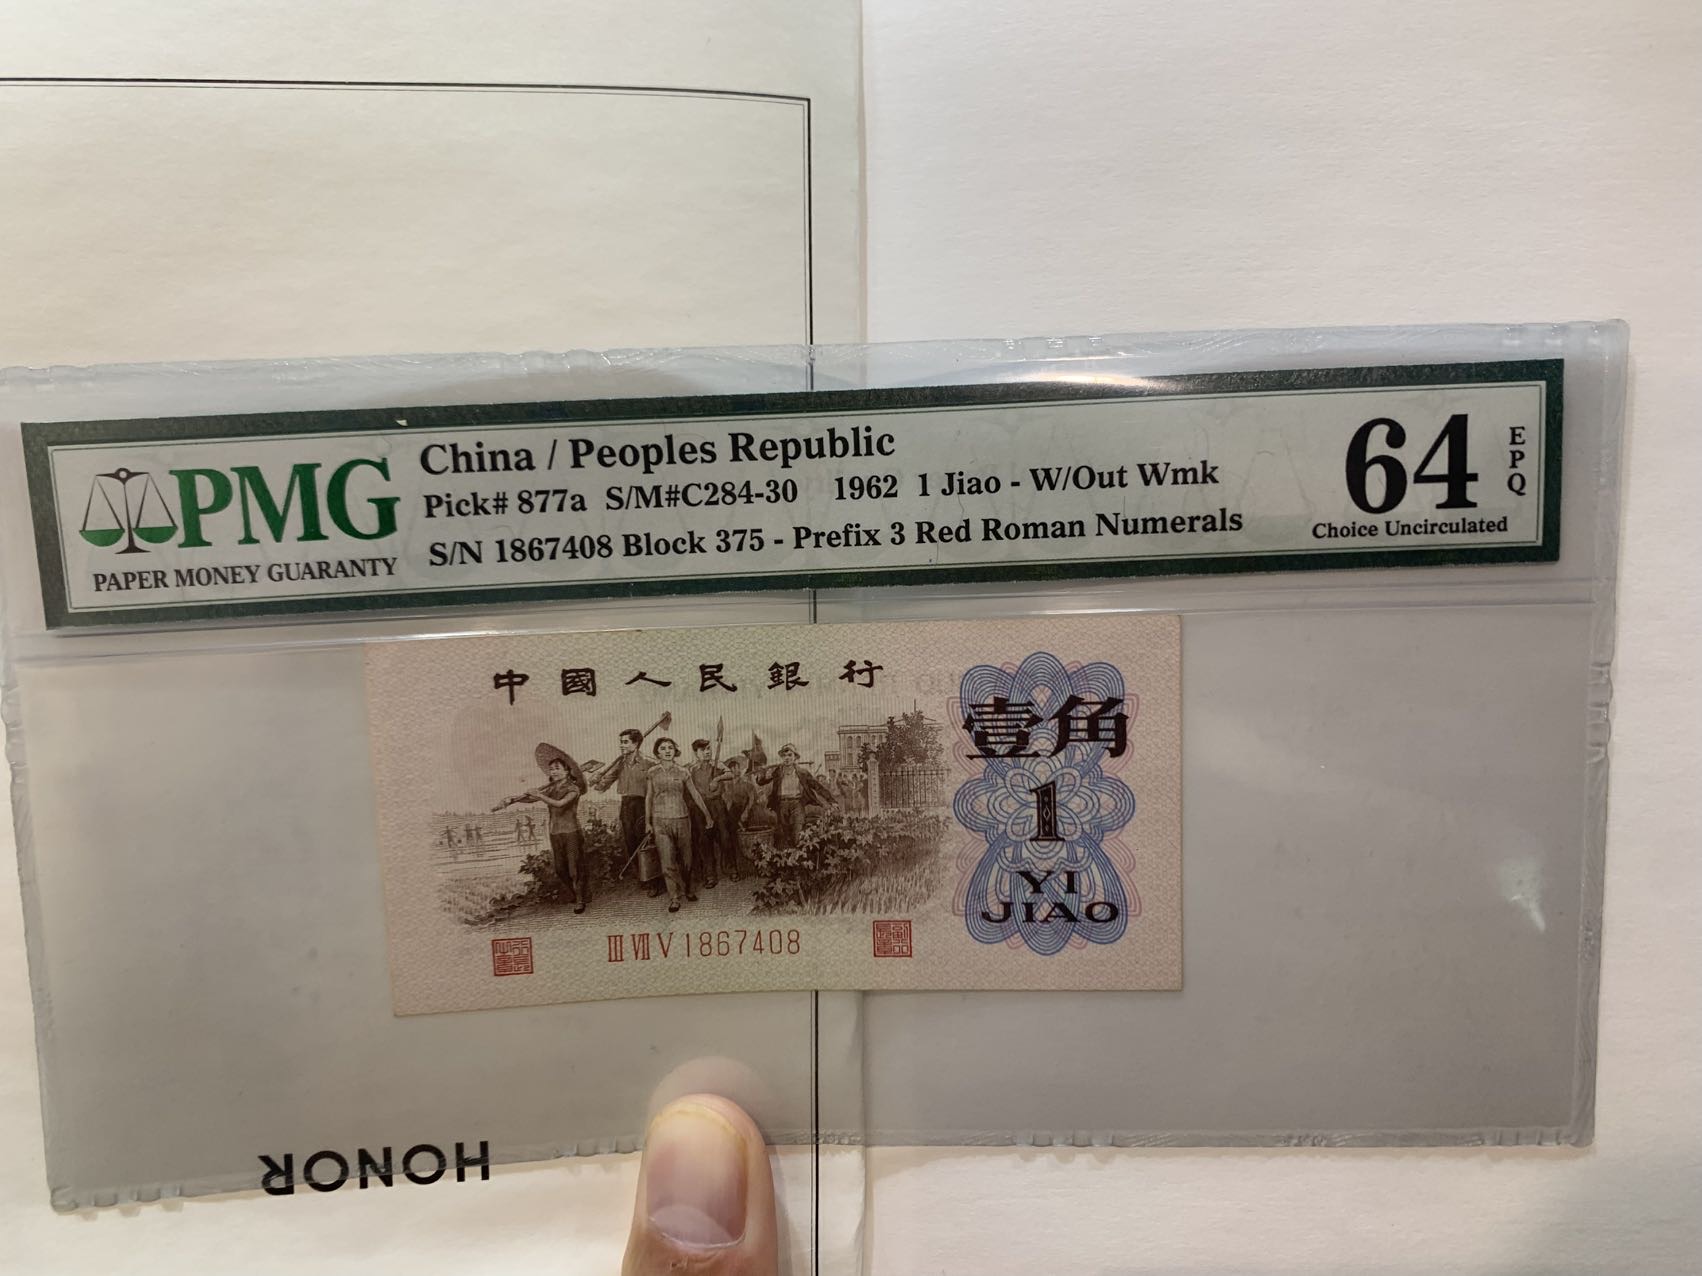 PMG
PAPER MONEY GUARANTY
China / Peoples Republic
Pick# 877a S/M#C284-30 1962 1 Jiao - W/Out Wmk
S/N 1867408 Block 375 - Prefix 3 Red Roman Numerals
64
EPQ
Choice Uncirculated
中國人民銀行
壹角
1
YI
JIAO
III VII V 1867408
HONOR